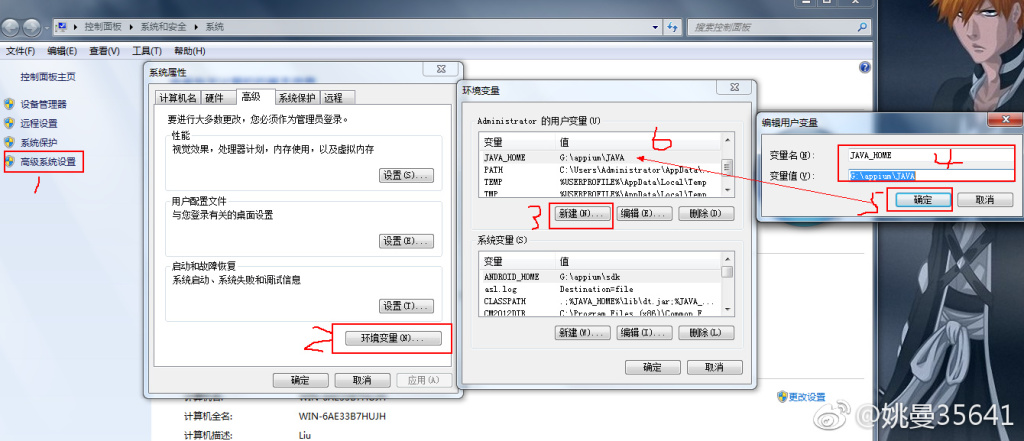 控制面板 ▸ 系统和安全 ▸ 系统
搜索控制面板
文件(F) 编辑(E) 查看(V) 工具(T) 帮助(H)
控制面板主页
设备管理器
远程设置
系统保护
高级系统设置
1
系统属性
计算机名 硬件 高级 系统保护 远程
要进行大多数更改，您必须作为管理员登录。
性能
视觉效果，处理器计划，内存使用，以及虚拟内存
设置(S)...
用户配置文件
与您登录有关的桌面设置
设置(E)...
启动和故障恢复
系统启动、系统失败和调试信息
设置(T)...
2
环境变量(N)...
确定 取消 应用(A)
环境变量
Administrator 的用户变量(U)
6
变量 值
JAVA_HOME G:\appium\JAVA
PATH C:\Users\Administrator\AppData\...
TEMP %USERPROFILE%\AppData\Local\Temp
TMP %USERPROFILE%\AppData\Local\Temp
3
新建(N)... 编辑(E)... 删除(D)
系统变量(S)
变量 值
ANDROID_HOME G:\appium\sdk
asl.log Destination=file
CLASSPATH .;%JAVA_HOME%\lib\dt.jar;%JAVA_...
CM2012DIR C:\Program Files (x86)\Common F...
新建(W)... 编辑(I)... 删除(L)
确定 取消
编辑用户变量
变量名(N): JAVA_HOME
4
变量值(V): G:\appium\JAVA
5
确定 取消
WIN-6AE33B7HUJH
更改设置
计算机全名: WIN-6AE33B7HUJH
计算机描述: Liu
@姚曼35641